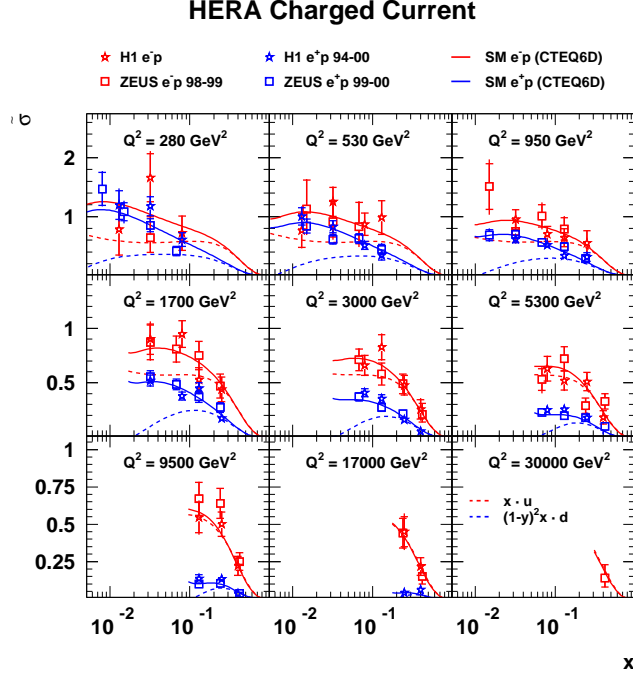 HERA Charged Current
H1 e⁻p
H1 e⁺p 94-00
SM e⁻p (CTEQ6D)
ZEUS e⁻p 98-99
ZEUS e⁺p 99-00
SM e⁺p (CTEQ6D)
σ̃
Q² = 280 GeV²
Q² = 530 GeV²
Q² = 950 GeV²
2
1
Q² = 1700 GeV²
Q² = 3000 GeV²
Q² = 5300 GeV²
1
0.5
Q² = 9500 GeV²
Q² = 17000 GeV²
Q² = 30000 GeV²
1
0.75
0.5
0.25
x · u
(1-y)²x · d
10⁻² 10⁻¹ 10⁻² 10⁻¹ 10⁻² 10⁻¹
x